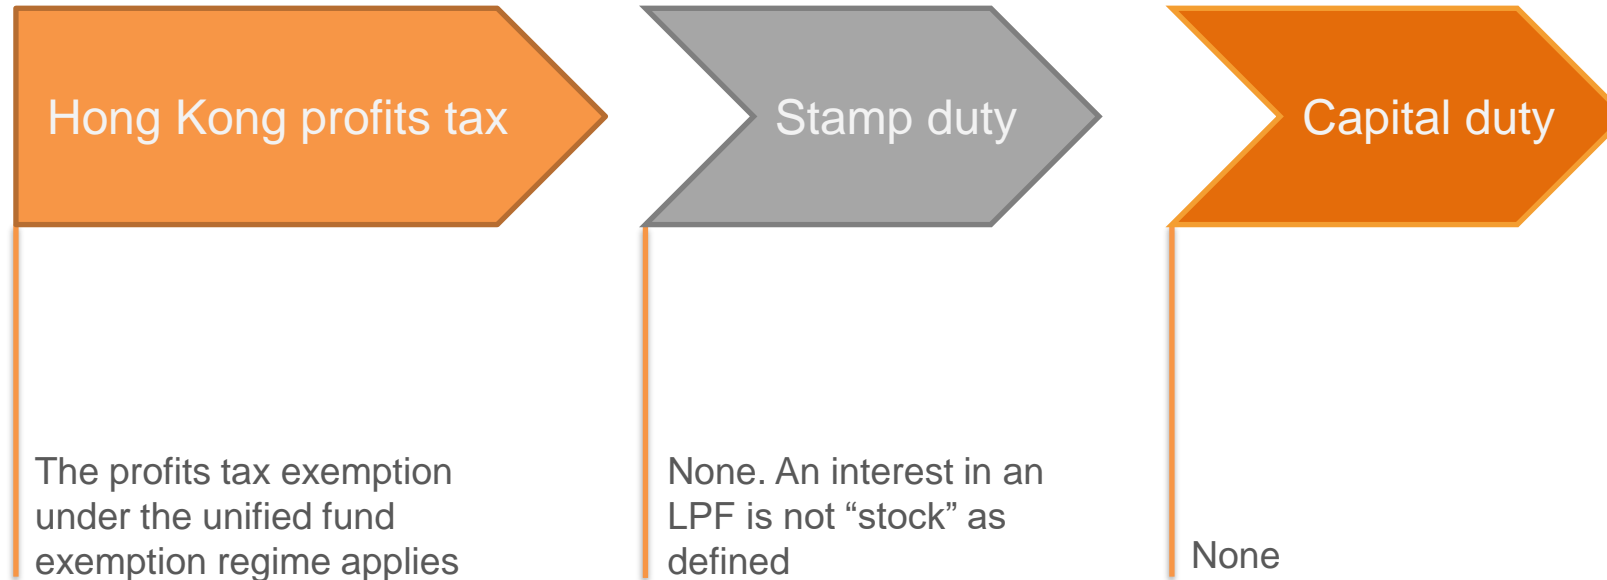 Hong Kong profits tax
Stamp duty
Capital duty
The profits tax exemption
under the unified fund
exemption regime applies
None. An interest in an
LPF is not “stock” as
defined
None